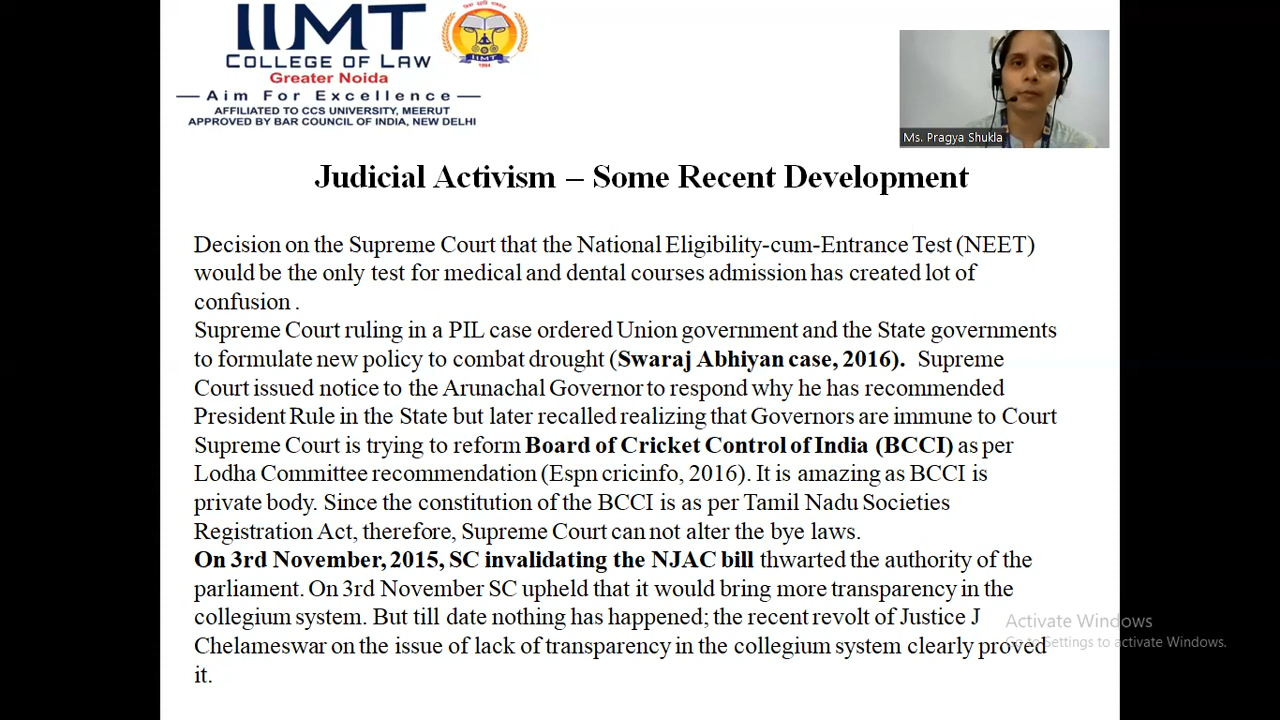 IIMT
COLLEGE OF LAW
Greater Noida
Aim For Excellence
AFFILIATED TO CCS UNIVERSITY, MEERUT
APPROVED BY BAR COUNCIL OF INDIA, NEW DELHI
IIMT
Ms. Pragya Shukla
Judicial Activism – Some Recent Development
Decision on the Supreme Court that the National Eligibility-cum-Entrance Test (NEET)
would be the only test for medical and dental courses admission has created lot of
confusion .
Supreme Court ruling in a PIL case ordered Union government and the State governments
to formulate new policy to combat drought (Swaraj Abhiyan case, 2016). Supreme
Court issued notice to the Arunachal Governor to respond why he has recommended
President Rule in the State but later recalled realizing that Governors are immune to Court
Supreme Court is trying to reform Board of Cricket Control of India (BCCI) as per
Lodha Committee recommendation (Espn cricinfo, 2016). It is amazing as BCCI is
private body. Since the constitution of the BCCI is as per Tamil Nadu Societies
Registration Act, therefore, Supreme Court can not alter the bye laws.
On 3rd November, 2015, SC invalidating the NJAC bill thwarted the authority of the
parliament. On 3rd November SC upheld that it would bring more transparency in the
collegium system. But till date nothing has happened; the recent revolt of Justice J
Chelameswar on the issue of lack of transparency in the collegium system clearly proved
it.
Activate Windows
Go to Settings to activate Windows.